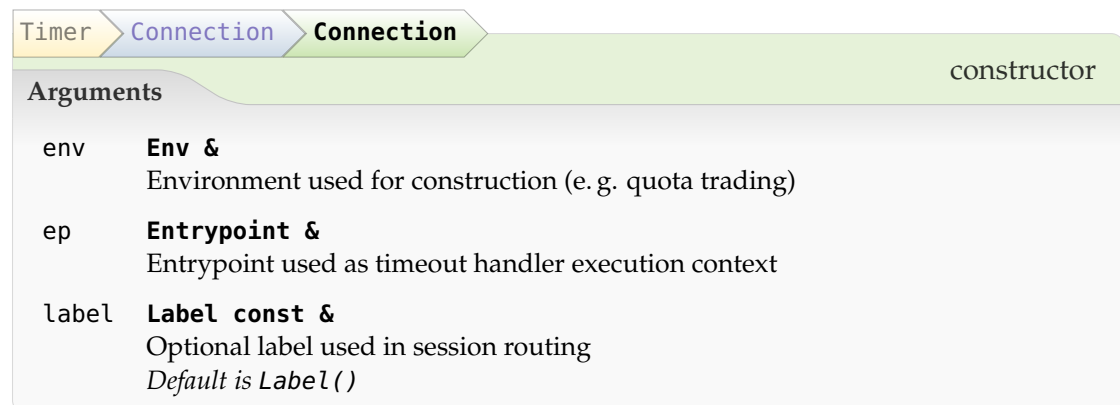 Timer Connection Connection
constructor
Arguments
env Env &
Environment used for construction (e. g. quota trading)
ep Entrypoint &
Entrypoint used as timeout handler execution context
label Label const &
Optional label used in session routing
Default is Label()